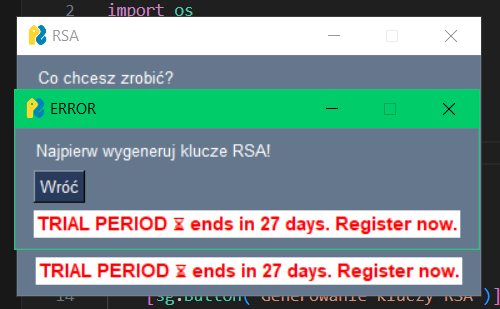 2 import os
RSA
Co chcesz zrobić?
ERROR
Najpierw wygeneruj klucze RSA!
Wróć
TRIAL PERIOD ⏳ ends in 27 days. Register now.
TRIAL PERIOD ⏳ ends in 27 days. Register now.
14 [sg.Button('Generowanie kluczy RSA')]